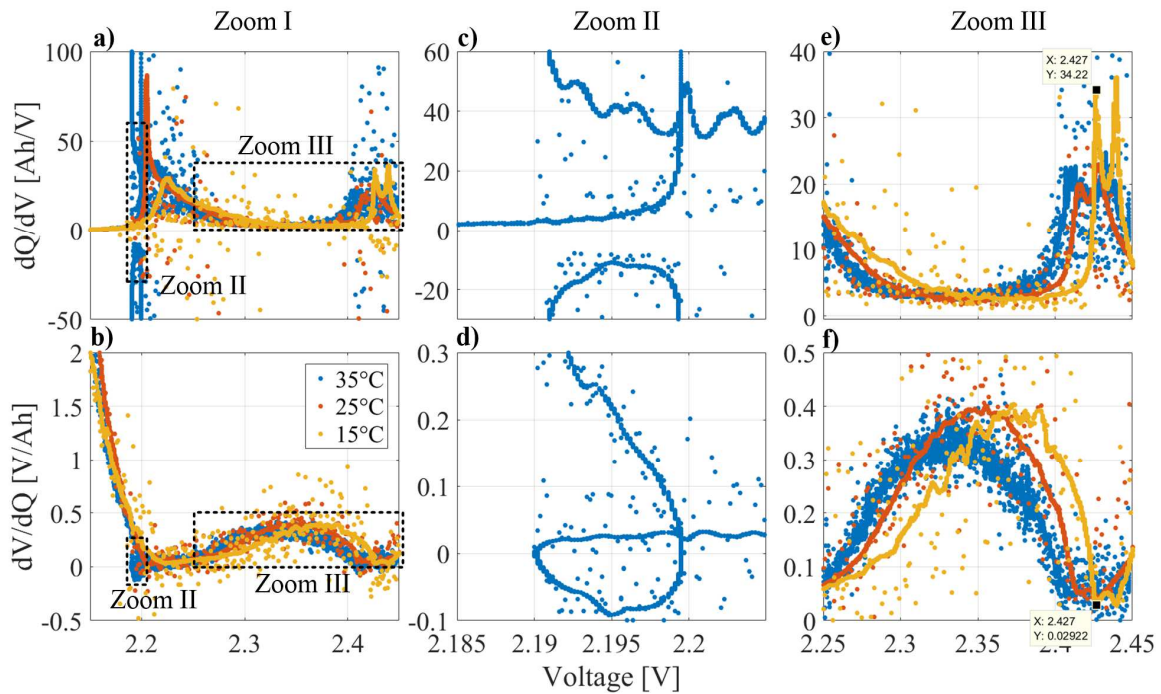 Zoom I
Zoom II
Zoom III
a)
c)
e)
dQ/dV [Ah/V]
100
50
0
-50
Zoom III
Zoom II
60
40
20
0
-20
40
30
20
10
0
X: 2.427
Y: 34.22
b)
d)
f)
dV/dQ [V/Ah]
2
1.5
1
0.5
0
-0.5
35°C
25°C
15°C
Zoom II
Zoom III
2.2
2.3
2.4
0.3
0.2
0.1
0
-0.1
2.185
2.19
2.195
2.2
0.5
0.4
0.3
0.2
0.1
0
X: 2.427
Y: 0.02922
2.25
2.3
2.35
2.4
2.45
Voltage [V]